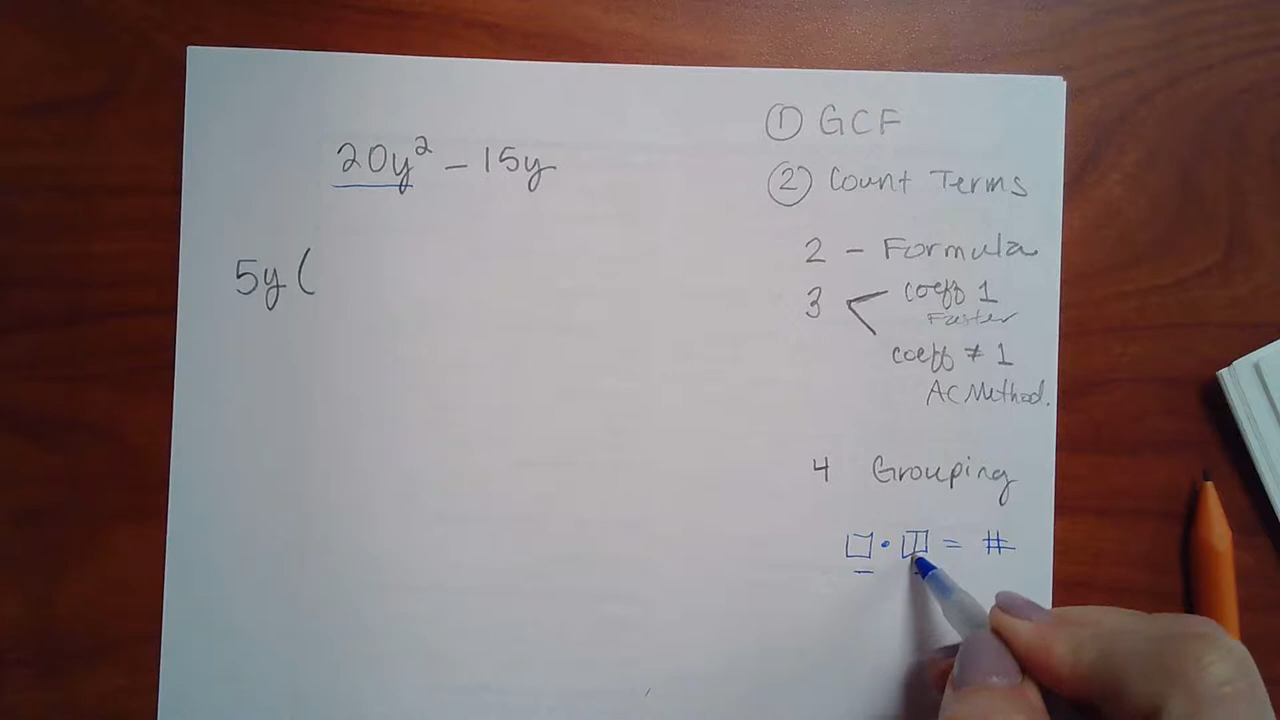 20y² - 15y
5y (
① GCF
② Count Terms
2 - Formula
3 < coeff 1
Faster
coeff ≠ 1
AC Method.
4 Grouping
□ · □ = #